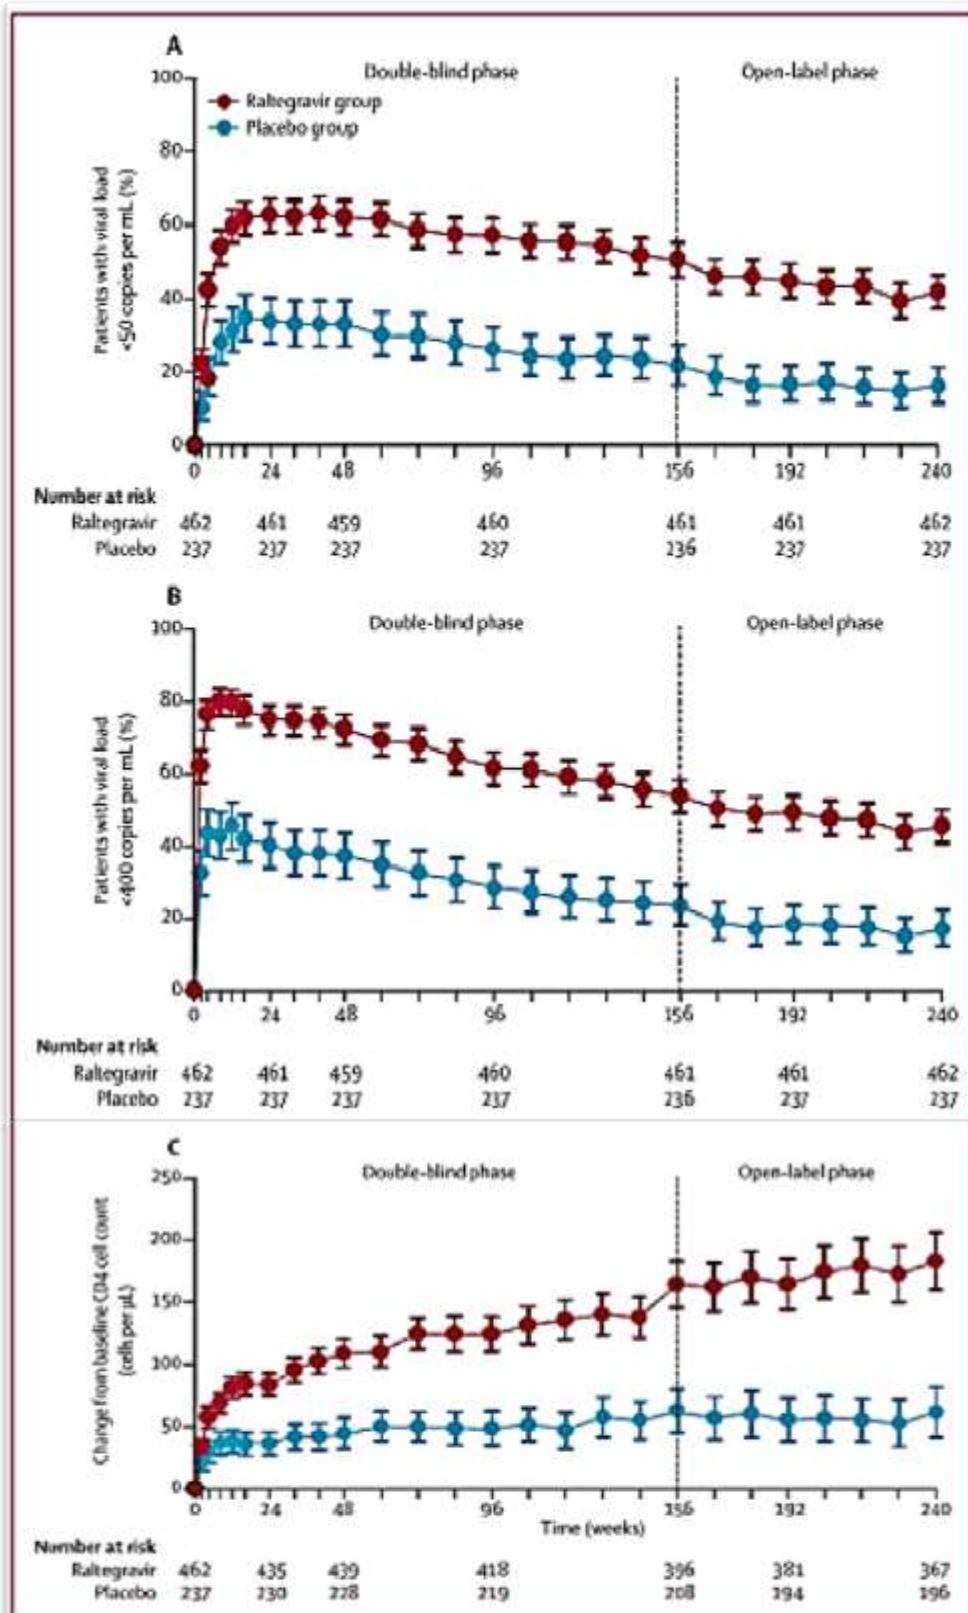 A
Double-blind phase Open-label phase
Raltegravir group
Placebo group
Patients with viral load
<50 copies per mL (%)
100
80
60
40
20
0
0 24 48 96 156 192 240
Number at risk
Raltegravir 462 461 459 460 461 461 462
Placebo 237 237 237 237 236 237 237
B
Double-blind phase Open-label phase
Patients with viral load
<400 copies per mL (%)
100
80
60
40
20
0
0 24 48 96 156 192 240
Number at risk
Raltegravir 462 461 459 460 461 461 462
Placebo 237 237 237 237 236 237 237
C
Double-blind phase Open-label phase
Change from baseline CD4 cell count
(cells per µL)
250
200
150
100
50
0
0 24 48 96 156 192 240
Time (weeks)
Number at risk
Raltegravir 462 435 439 418 396 381 367
Placebo 237 230 228 219 208 194 196